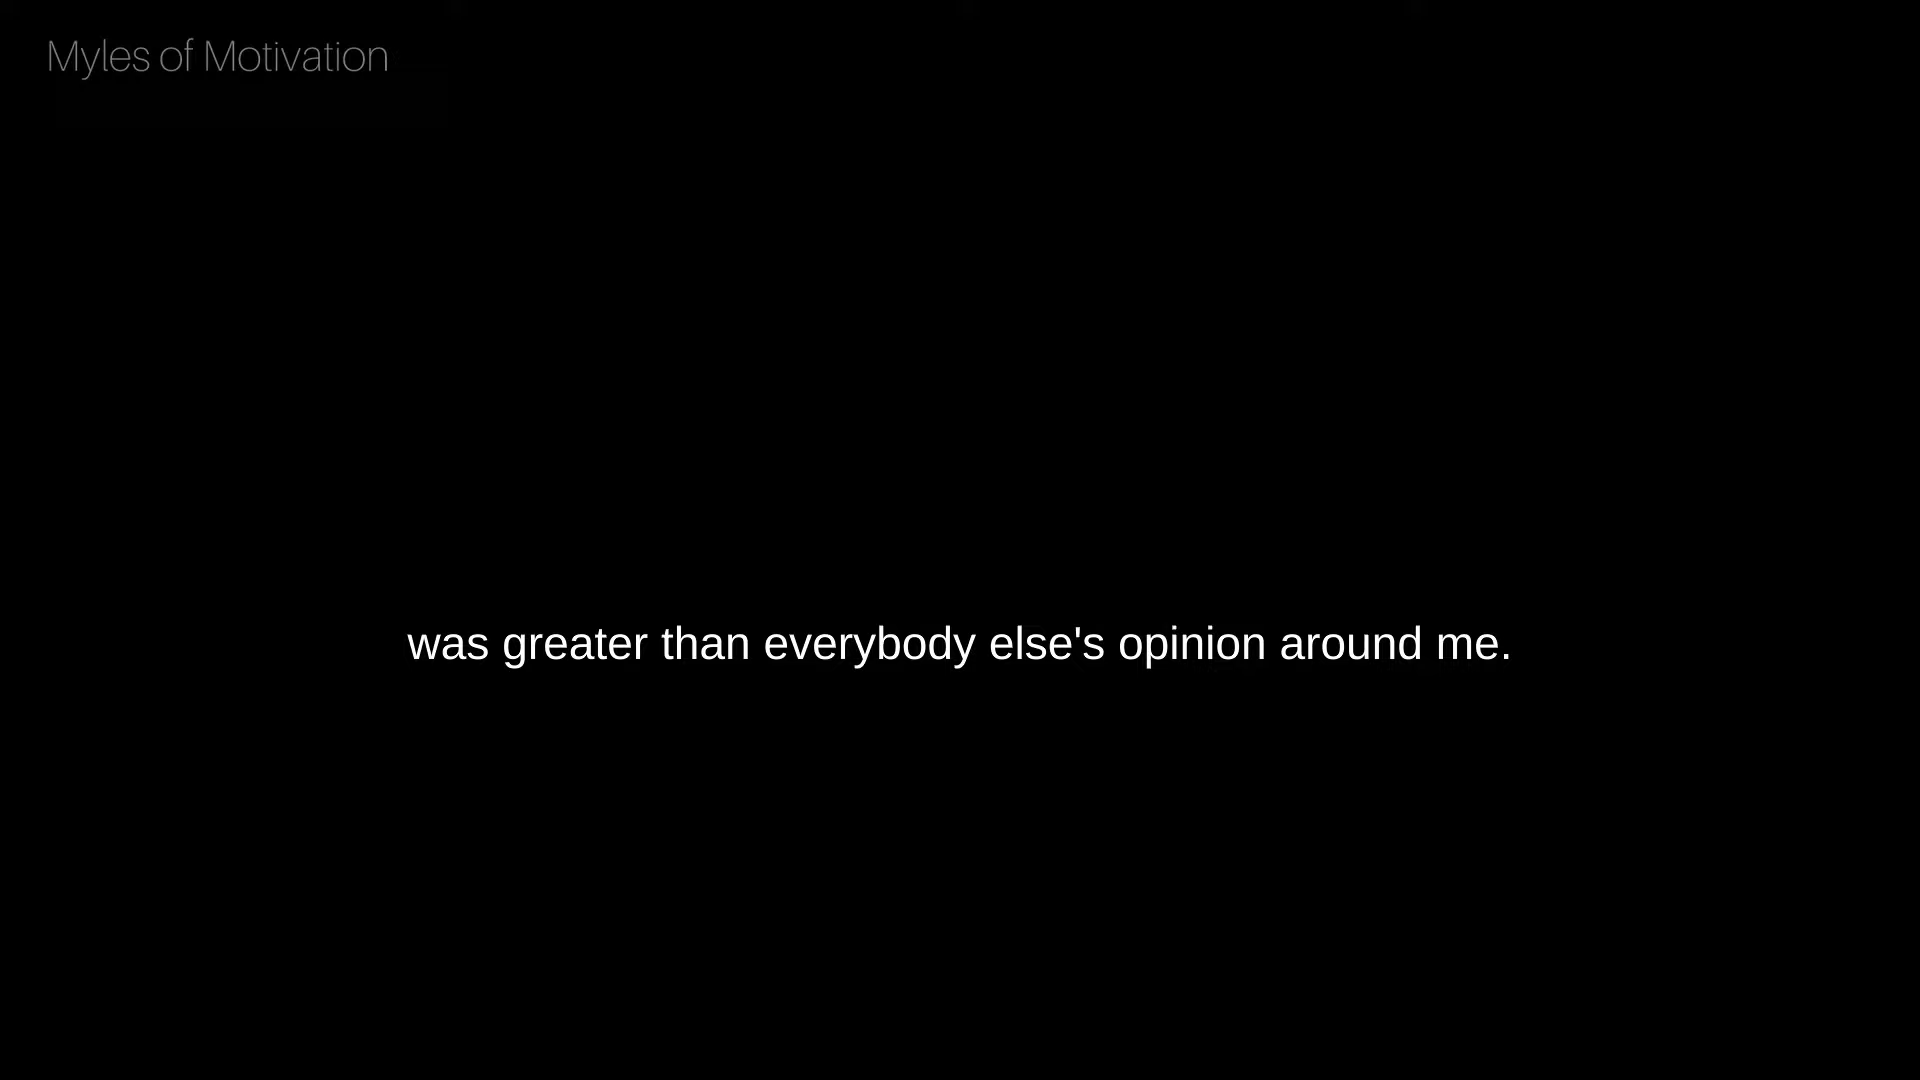 Myles of Motivation
was greater than everybody else's opinion around me.